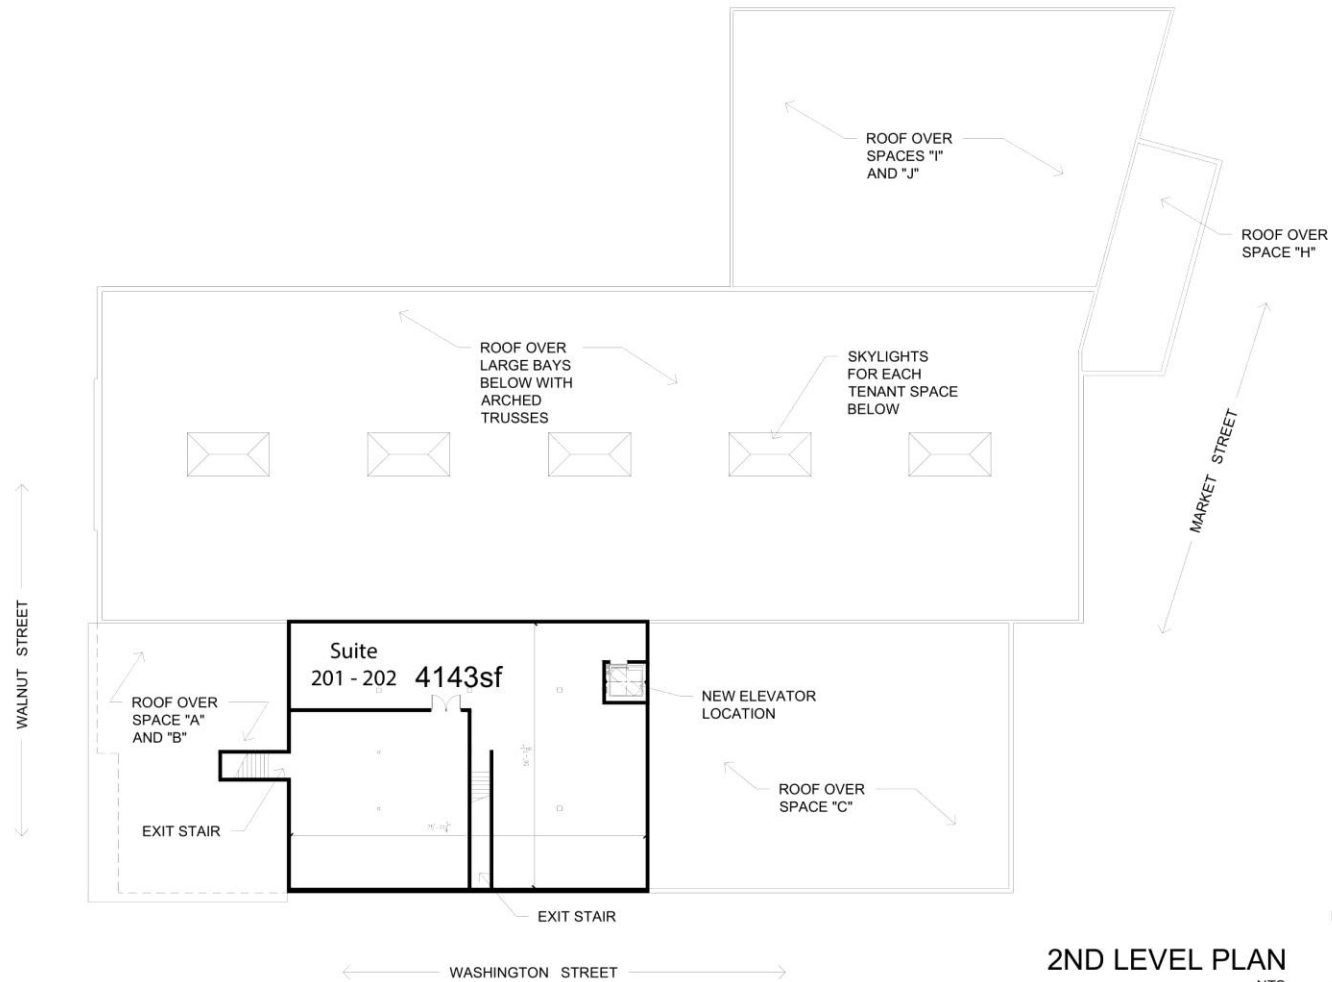 ROOF OVER
SPACES "I"
AND "J"
ROOF OVER
SPACE "H"
ROOF OVER
LARGE BAYS
BELOW WITH
ARCHED
TRUSSES
SKYLIGHTS
FOR EACH
TENANT SPACE
BELOW
MARKET STREET
WALNUT STREET
Suite
201 - 202 4143sf
ROOF OVER
SPACE "A"
AND "B"
NEW ELEVATOR
LOCATION
ROOF OVER
SPACE "C"
EXIT STAIR
EXIT STAIR
WASHINGTON STREET
2ND LEVEL PLAN